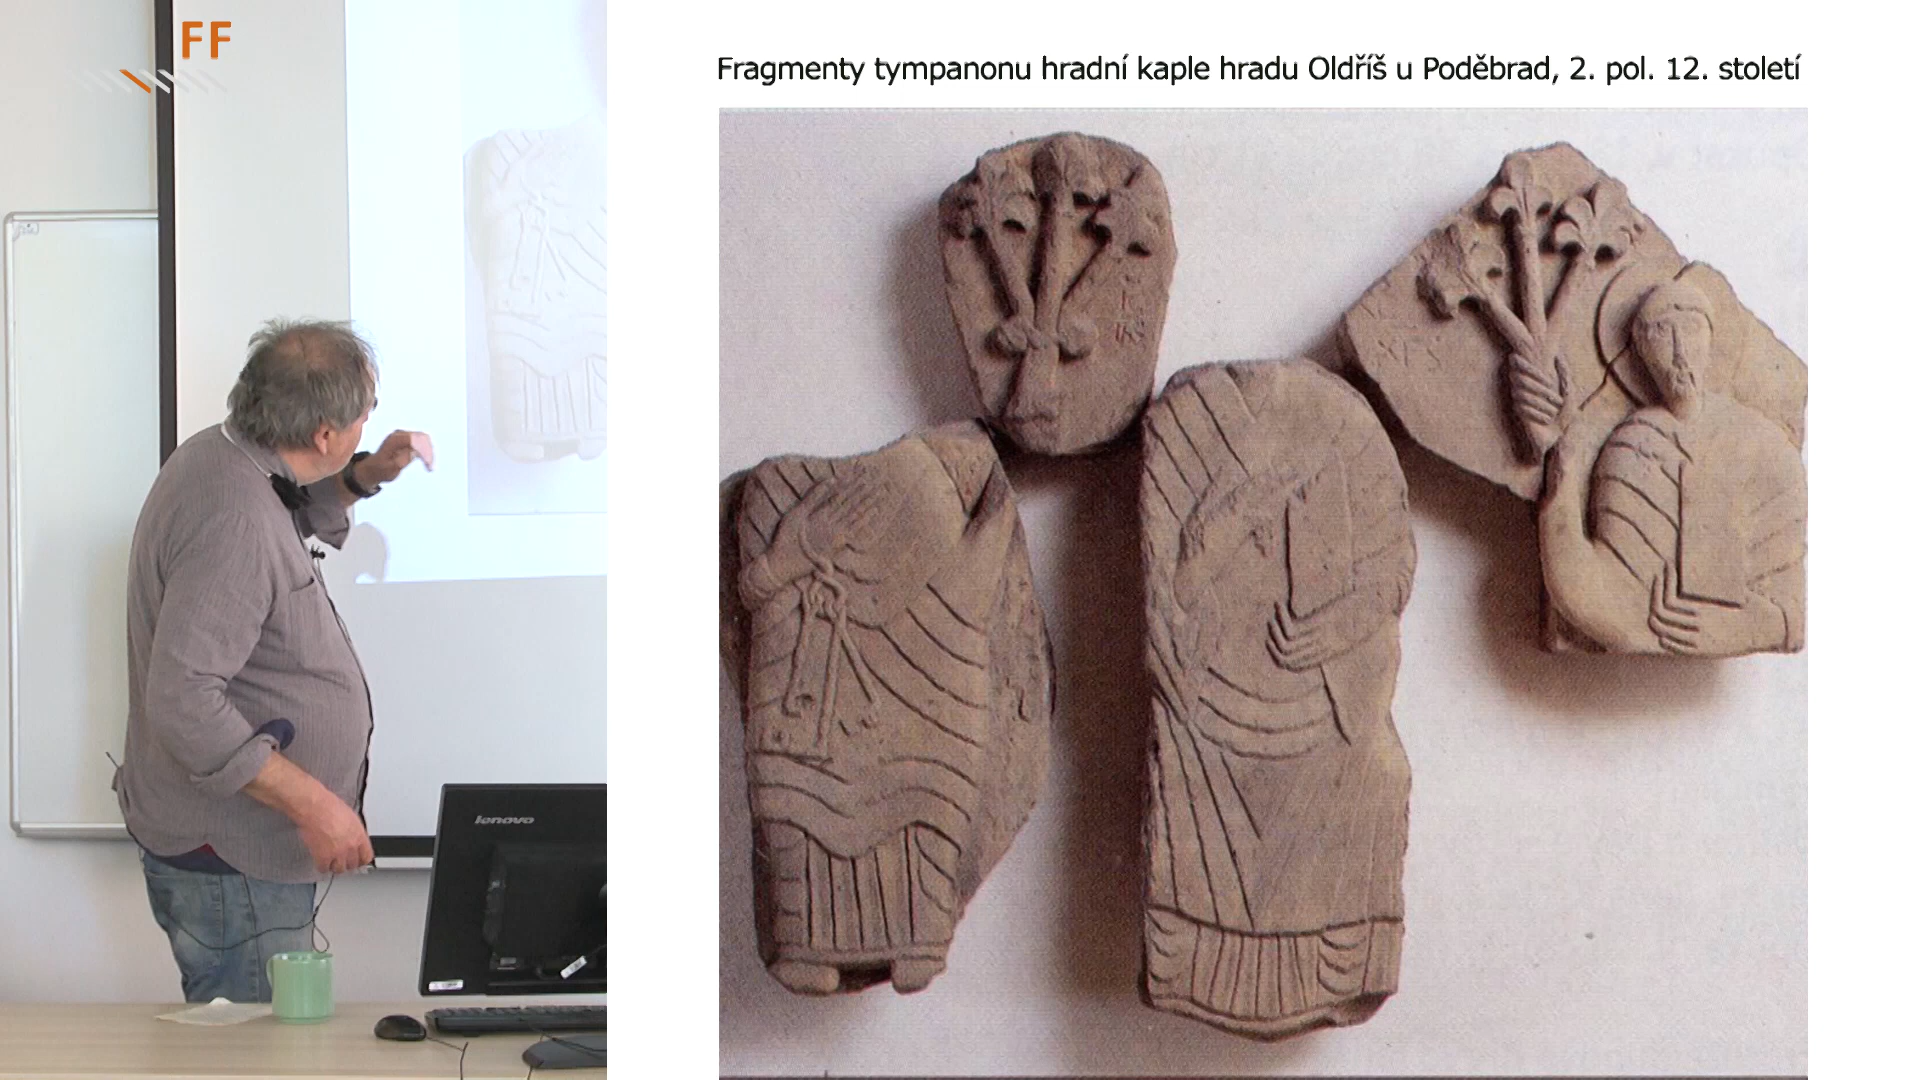 FF
Fragmenty tympanonu hradní kaple hradu Oldříš u Poděbrad, 2. pol. 12. století
lenovo